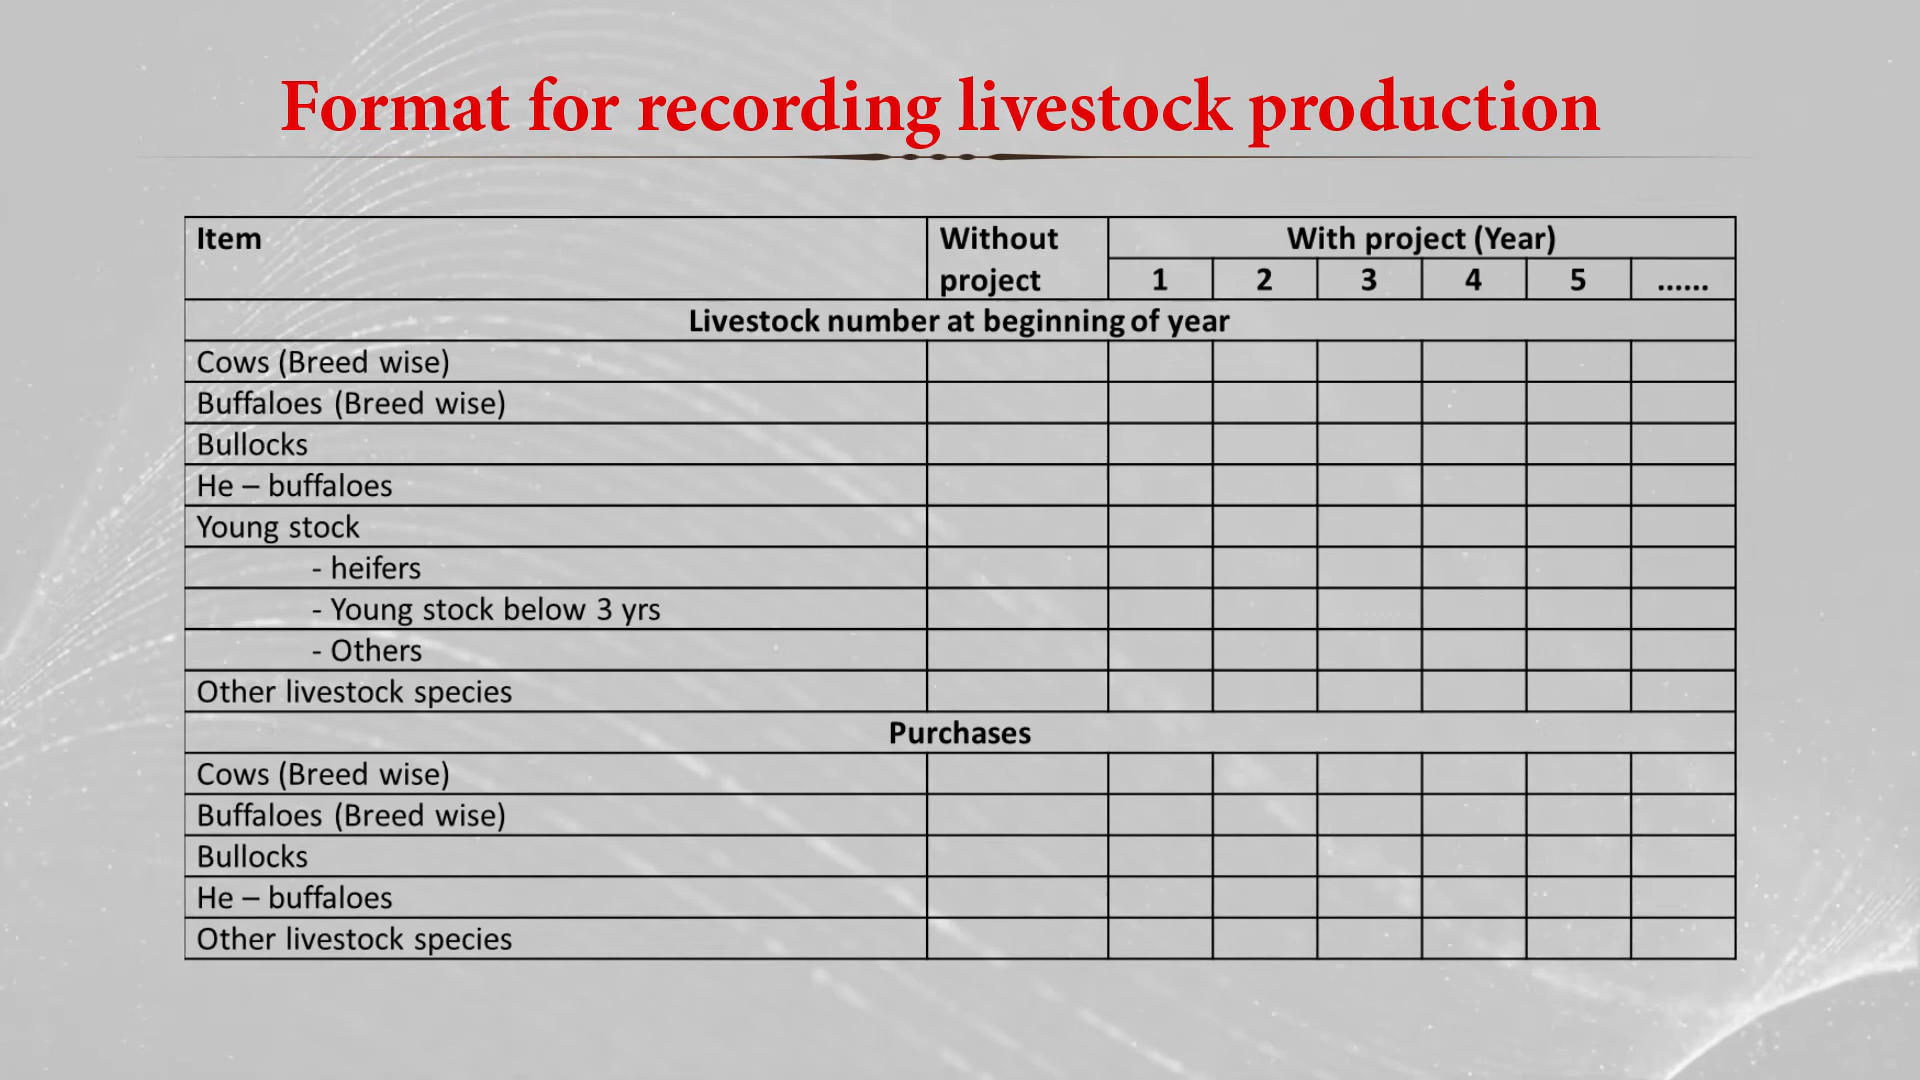 Format for recording livestock production
Item Without project With project (Year)
1 2 3 4 5 ......
Livestock number at beginning of year
Cows (Breed wise)
Buffaloes (Breed wise)
Bullocks
He – buffaloes
Young stock
- heifers
- Young stock below 3 yrs
- Others
Other livestock species
Purchases
Cows (Breed wise)
Buffaloes (Breed wise)
Bullocks
He – buffaloes
Other livestock species